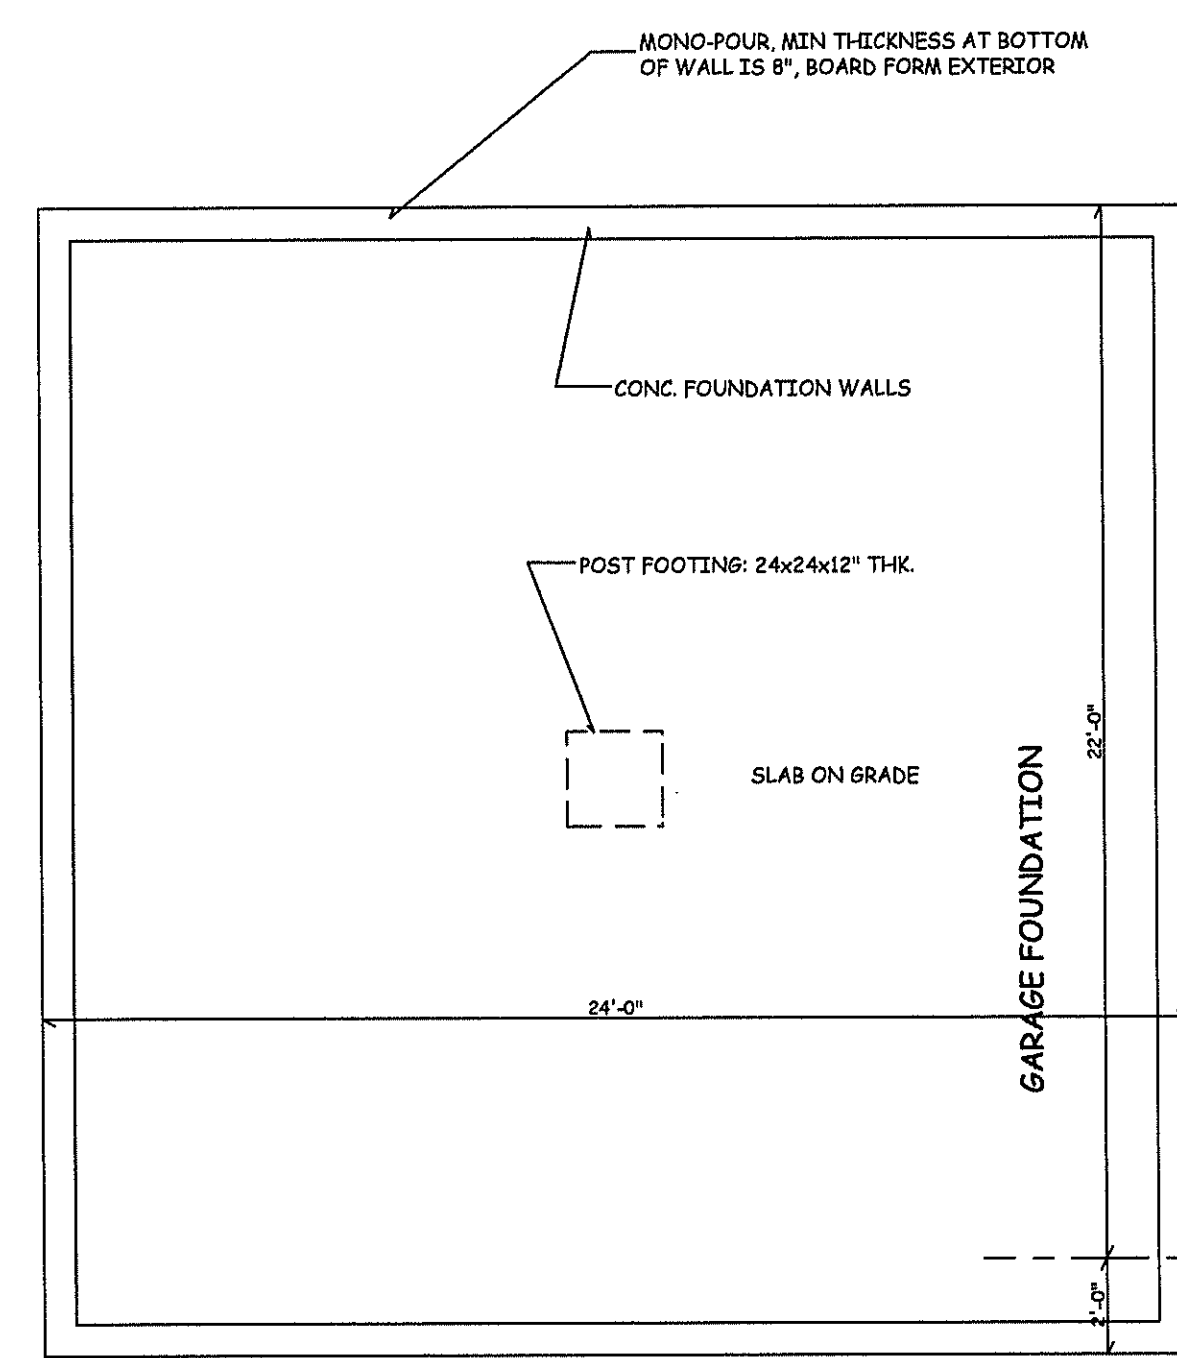 MONO-POUR, MIN THICKNESS AT BOTTOM
OF WALL IS 8", BOARD FORM EXTERIOR
CONC. FOUNDATION WALLS
POST FOOTING: 24x24x12" THK.
22'-0"
SLAB ON GRADE
GARAGE FOUNDATION
24'-0"
2'-0"